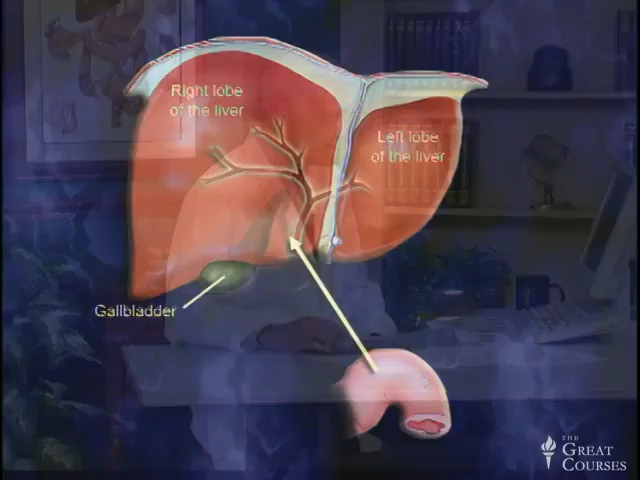 Right lobe
of the liver
Left lobe
of the liver
Gallbladder
THE
GREAT
COURSES